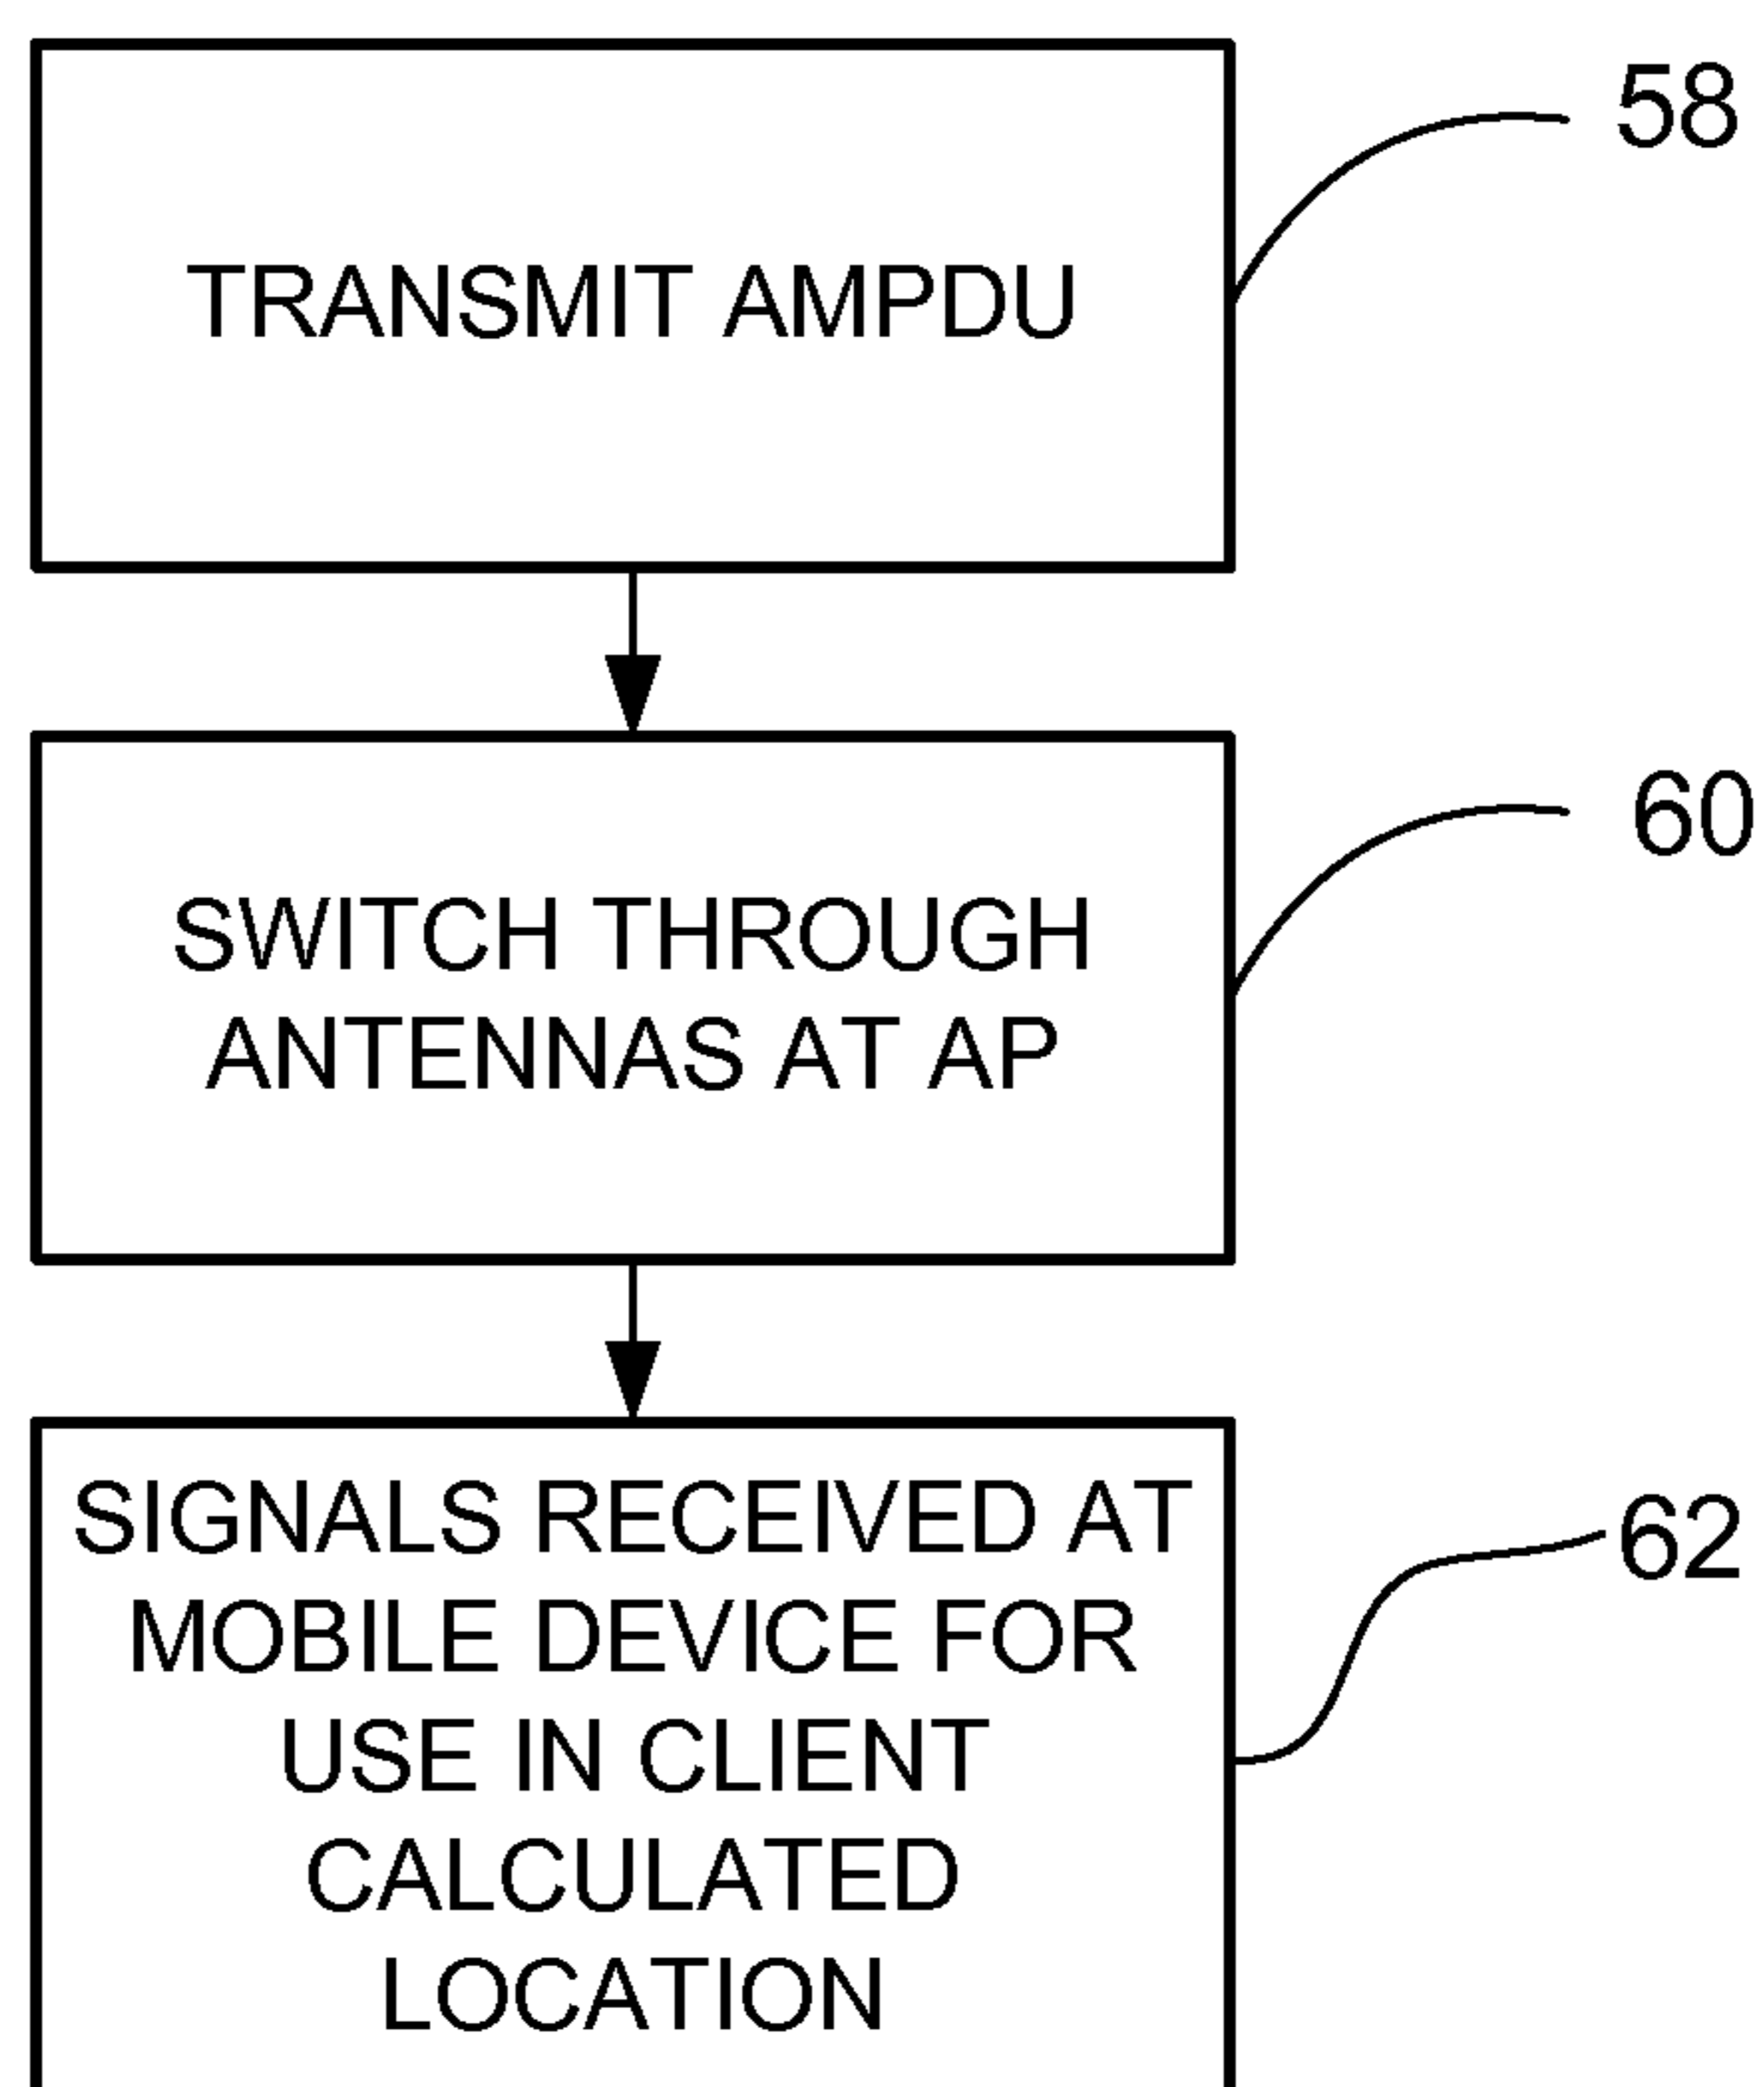 58
TRANSMIT AMPDU
60
SWITCH THROUGH
ANTENNAS AT AP
62
SIGNALS RECEIVED AT
MOBILE DEVICE FOR
USE IN CLIENT
CALCULATED
LOCATION